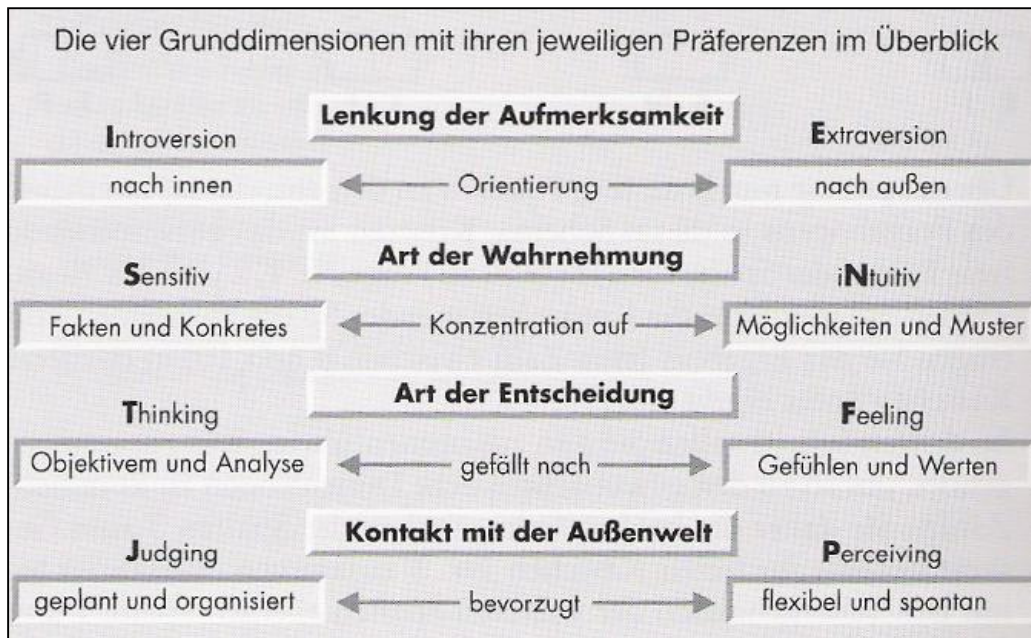 Die vier Grunddimensionen mit ihren jeweiligen Präferenzen im Überblick
Lenkung der Aufmerksamkeit
Introversion
Extraversion
nach innen
Orientierung
nach außen
Art der Wahrnehmung
Sensitiv
iNtuitiv
Fakten und Konkretes
Konzentration auf
Möglichkeiten und Muster
Art der Entscheidung
Thinking
Feeling
Objektivem und Analyse
gefällt nach
Gefühlen und Werten
Kontakt mit der Außenwelt
Judging
Perceiving
geplant und organisiert
bevorzugt
flexibel und spontan